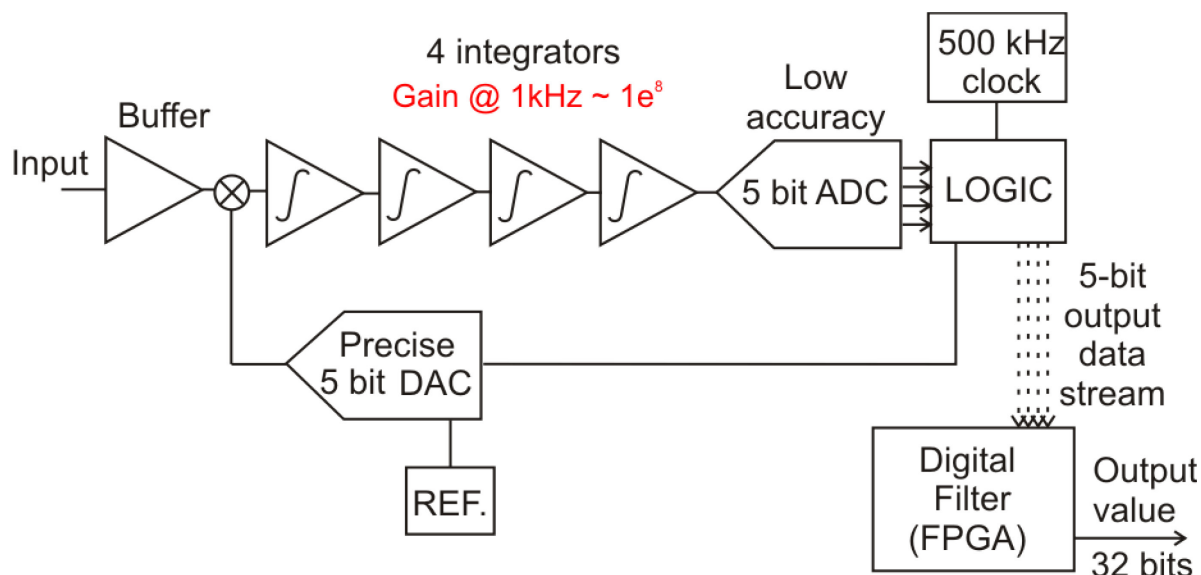 4 integrators
Gain @ 1kHz ~ 1e⁸
Buffer
Input
Low
accuracy
5 bit ADC
500 kHz
clock
LOGIC
5-bit
output
data
stream
Precise
5 bit DAC
REF.
Digital
Filter
(FPGA)
Output
value
32 bits